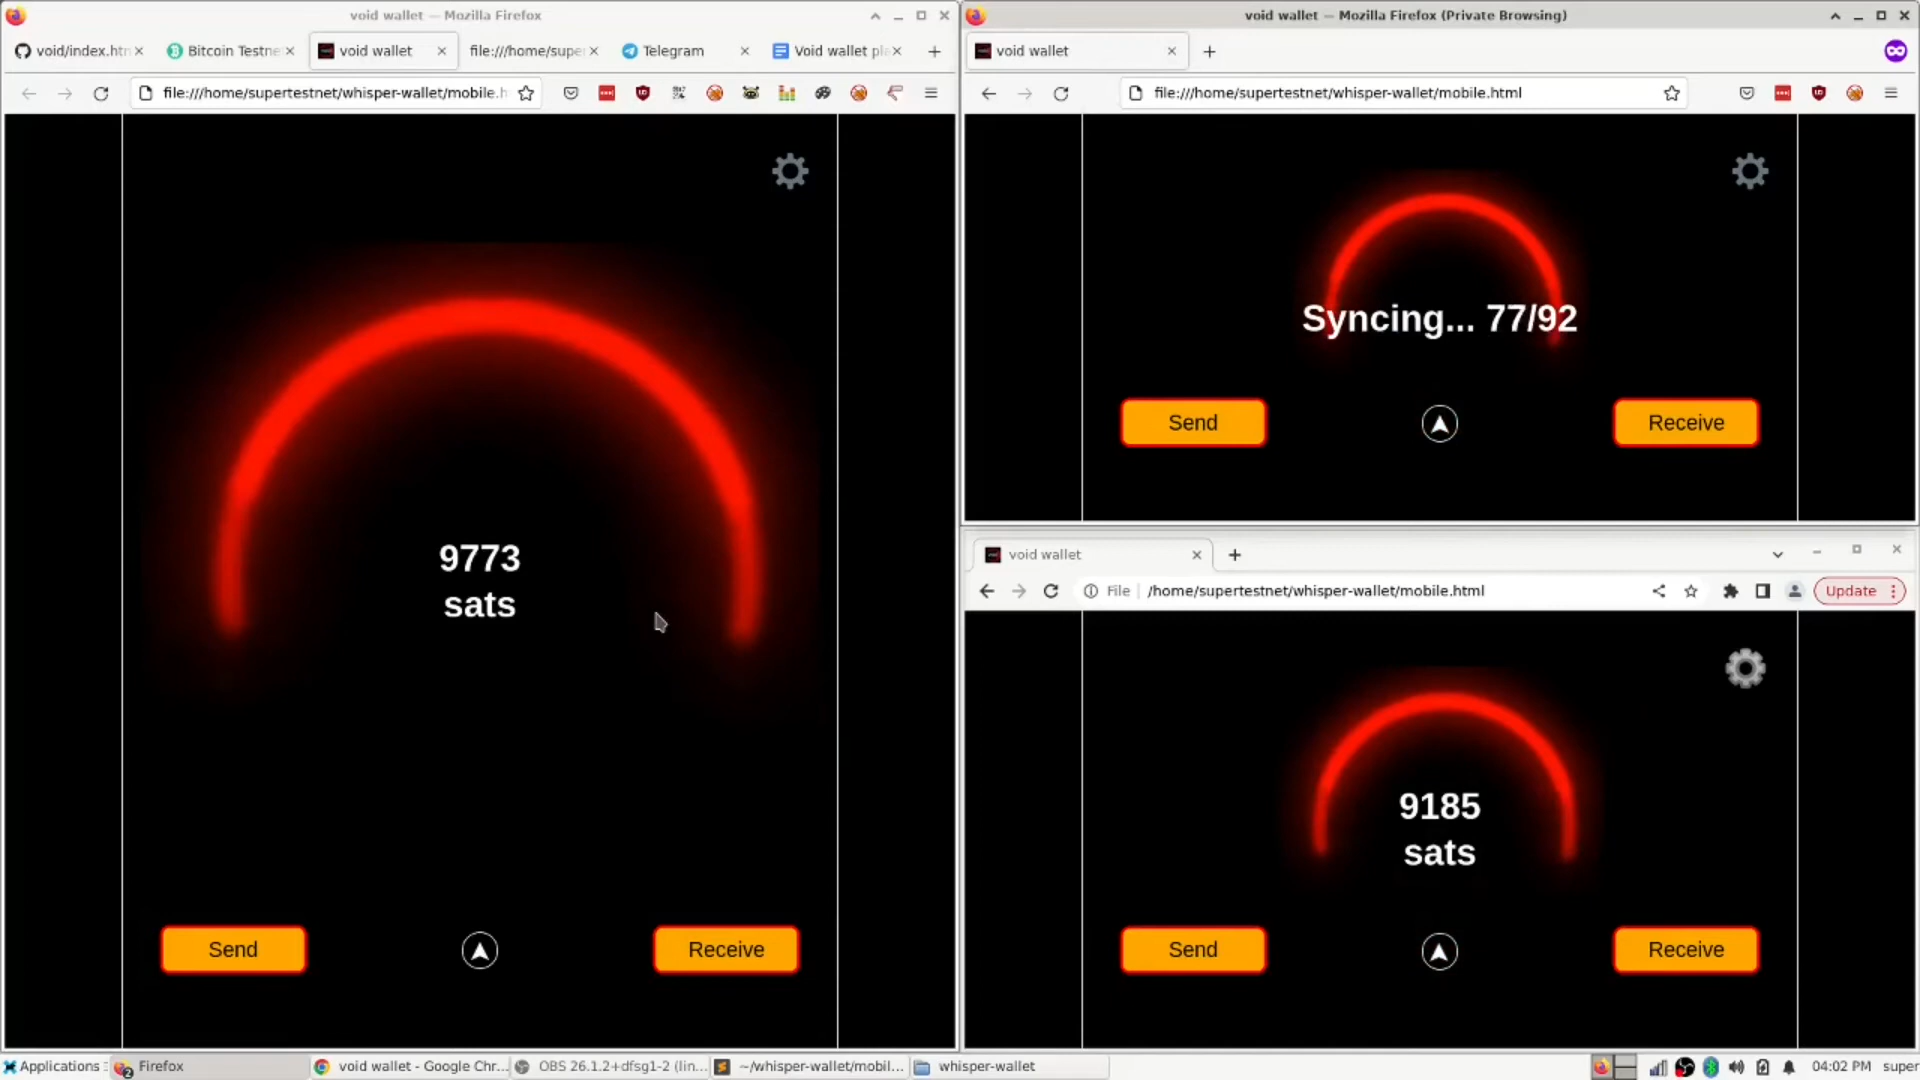 void wallet — Mozilla Firefox
void/index.htn
Bitcoin Testne
void wallet
file:///home/super
Telegram
Void wallet pla
file:///home/supertestnet/whisper-wallet/mobile.h
9773
sats
Send
Receive
void wallet — Mozilla Firefox (Private Browsing)
void wallet
file:///home/supertestnet/whisper-wallet/mobile.html
Syncing... 77/92
Send
Receive
void wallet
File
/home/supertestnet/whisper-wallet/mobile.html
Update
9185
sats
Send
Receive
Applications
Firefox
void wallet - Google Chr...
OBS 26.1.2+dfsg1-2 (lin...
~/whisper-wallet/mobil...
whisper-wallet
04:02 PM
super